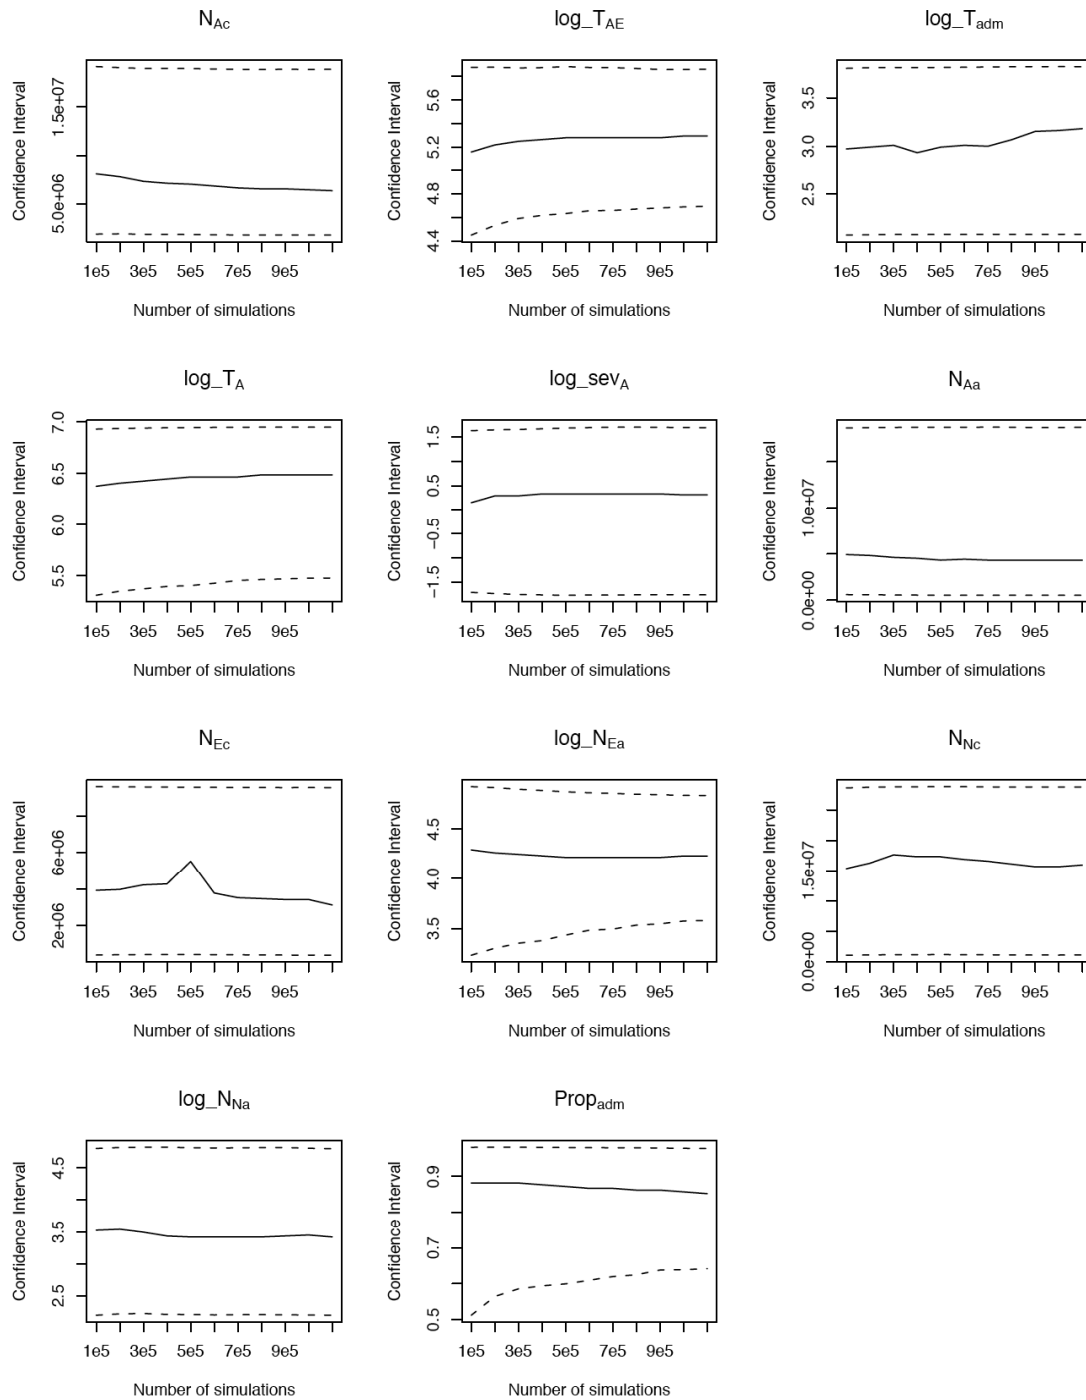 N_Ac
log_T_AE
log_T_adm
Confidence Interval
5.0e+06
1.5e+07
1e5 3e5 5e5 7e5 9e5
Number of simulations
Confidence Interval
4.4 4.8 5.2 5.6
1e5 3e5 5e5 7e5 9e5
Number of simulations
Confidence Interval
2.5 3.0 3.5
1e5 3e5 5e5 7e5 9e5
Number of simulations
log_T_A
log_sev_A
N_Aa
Confidence Interval
5.5 6.0 6.5 7.0
1e5 3e5 5e5 7e5 9e5
Number of simulations
Confidence Interval
−1.5 −0.5 0.5 1.5
1e5 3e5 5e5 7e5 9e5
Number of simulations
Confidence Interval
0.0e+00 1.0e+07
1e5 3e5 5e5 7e5 9e5
Number of simulations
N_Ec
log_N_Ea
N_Nc
Confidence Interval
2e+06 6e+06
1e5 3e5 5e5 7e5 9e5
Number of simulations
Confidence Interval
3.5 4.0 4.5
1e5 3e5 5e5 7e5 9e5
Number of simulations
Confidence Interval
0.0e+00 1.5e+07
1e5 3e5 5e5 7e5 9e5
Number of simulations
log_N_Na
Prop_adm
Confidence Interval
2.5 3.5 4.5
1e5 3e5 5e5 7e5 9e5
Number of simulations
Confidence Interval
0.5 0.7 0.9
1e5 3e5 5e5 7e5 9e5
Number of simulations